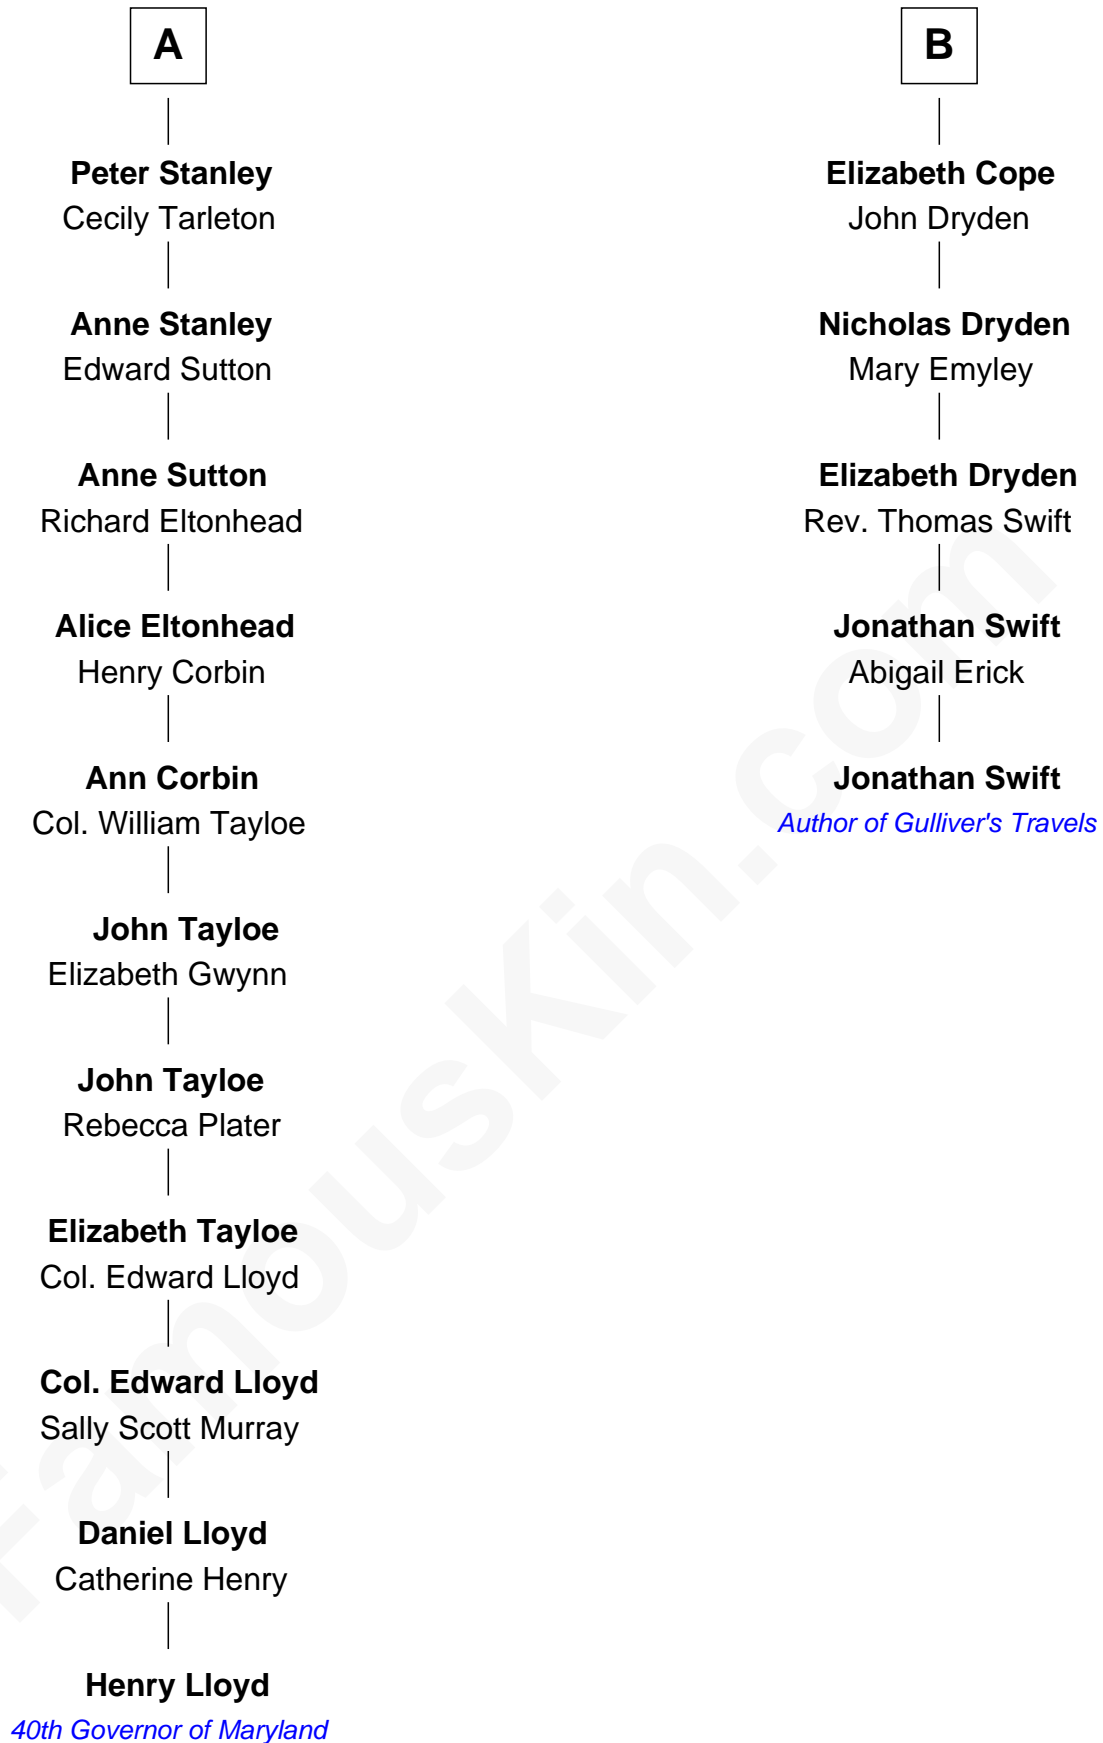 A
Peter Stanley
Cecily Tarleton
Anne Stanley
Edward Sutton
Anne Sutton
Richard Eltonhead
Alice Eltonhead
Henry Corbin
Ann Corbin
Col. William Tayloe
John Tayloe
Elizabeth Gwynn
John Tayloe
Rebecca Plater
Elizabeth Tayloe
Col. Edward Lloyd
Col. Edward Lloyd
Sally Scott Murray
Daniel Lloyd
Catherine Henry
Henry Lloyd
40th Governor of Maryland
B
Elizabeth Cope
John Dryden
Nicholas Dryden
Mary Emyley
Elizabeth Dryden
Rev. Thomas Swift
Jonathan Swift
Abigail Erick
Jonathan Swift
Author of Gulliver's Travels
FamousKin.com